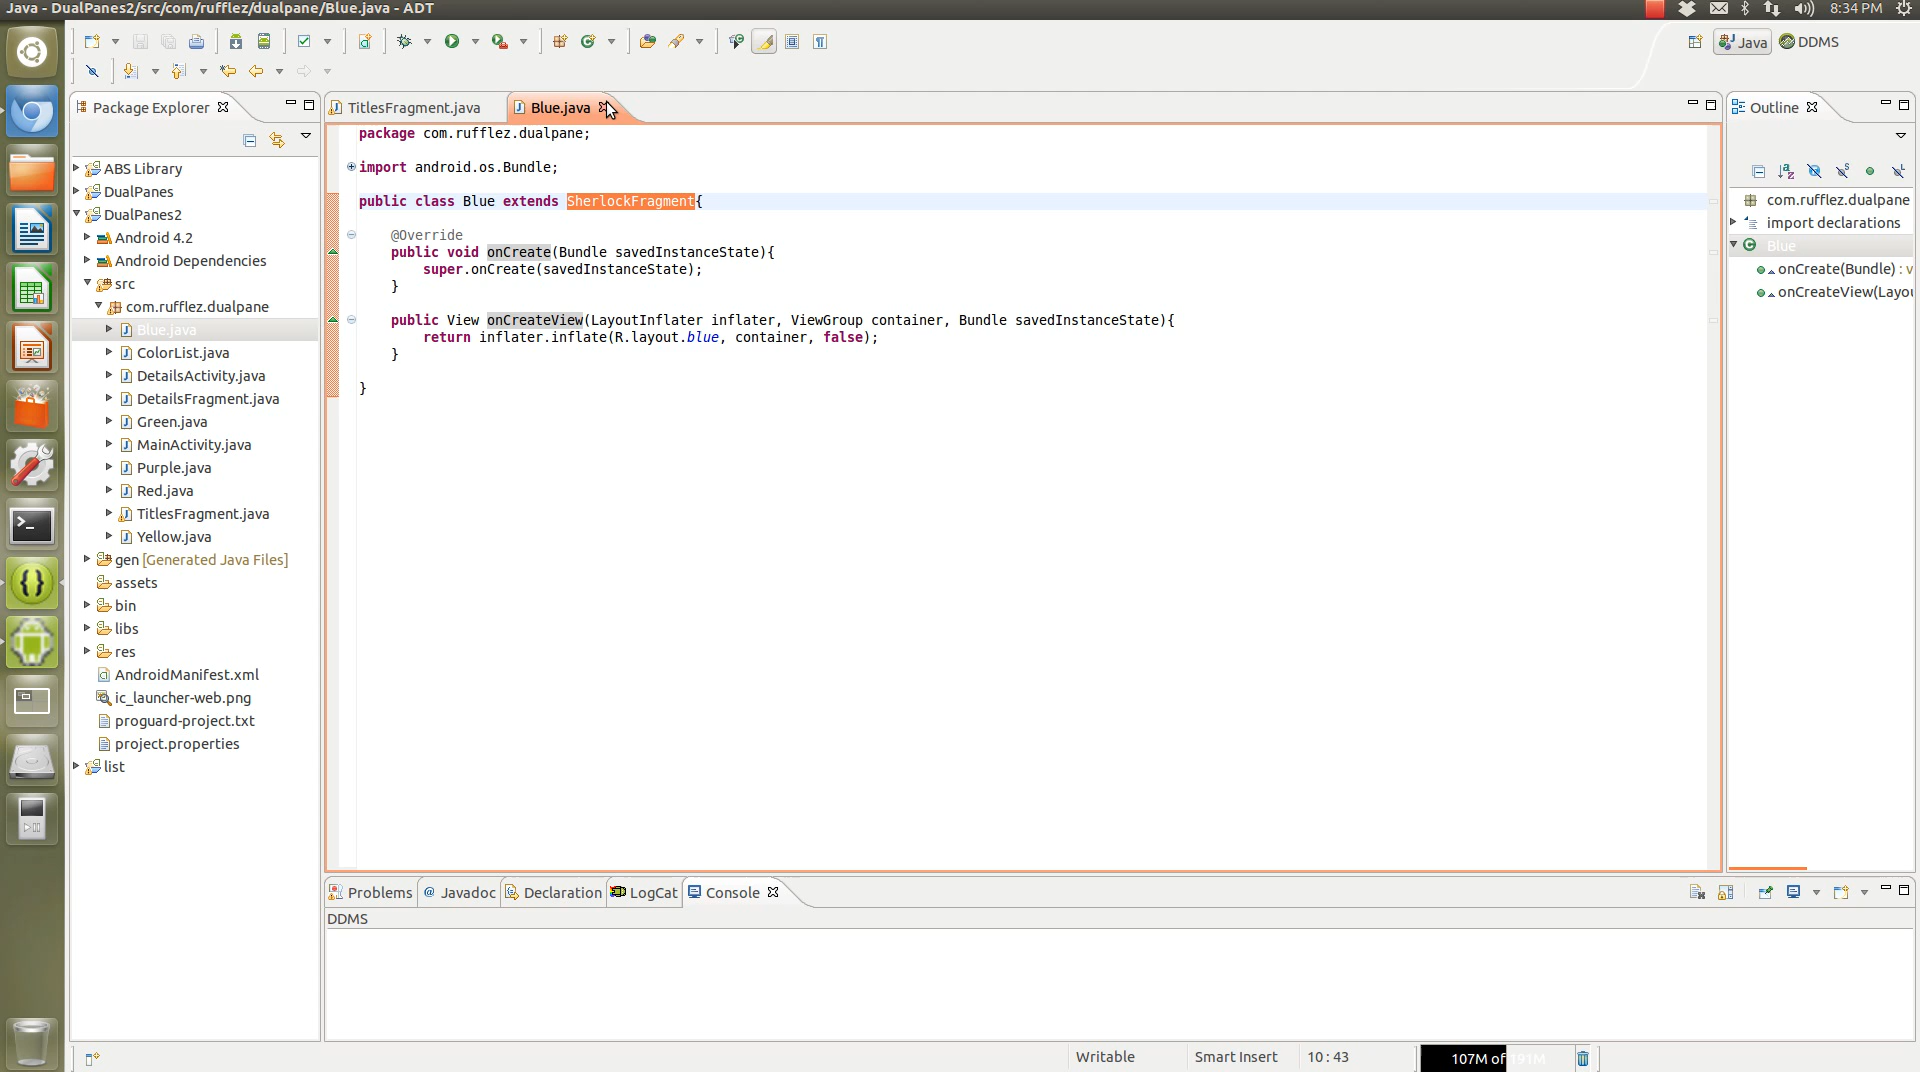 Java - DualPanes2/src/com/rufflez/dualpane/Blue.java - ADT
8:34 PM
Java
DDMS
Package Explorer
ABS Library
DualPanes
DualPanes2
Android 4.2
Android Dependencies
src
com.rufflez.dualpane
Blue.java
ColorList.java
DetailsActivity.java
DetailsFragment.java
Green.java
MainActivity.java
Purple.java
Red.java
TitlesFragment.java
Yellow.java
gen [Generated Java Files]
assets
bin
libs
res
AndroidManifest.xml
ic_launcher-web.png
proguard-project.txt
project.properties
list
TitlesFragment.java
Blue.java
package com.rufflez.dualpane;
import android.os.Bundle;
public class Blue extends SherlockFragment{
@Override
public void onCreate(Bundle savedInstanceState){
super.onCreate(savedInstanceState);
}
public View onCreateView(LayoutInflater inflater, ViewGroup container, Bundle savedInstanceState){
return inflater.inflate(R.layout.blue, container, false);
}
}
Outline
com.rufflez.dualpane
import declarations
Blue
onCreate(Bundle) : v
onCreateView(Layou
Problems
@ Javadoc
Declaration
LogCat
Console
DDMS
Writable
Smart Insert
10 : 43
107M of 191M